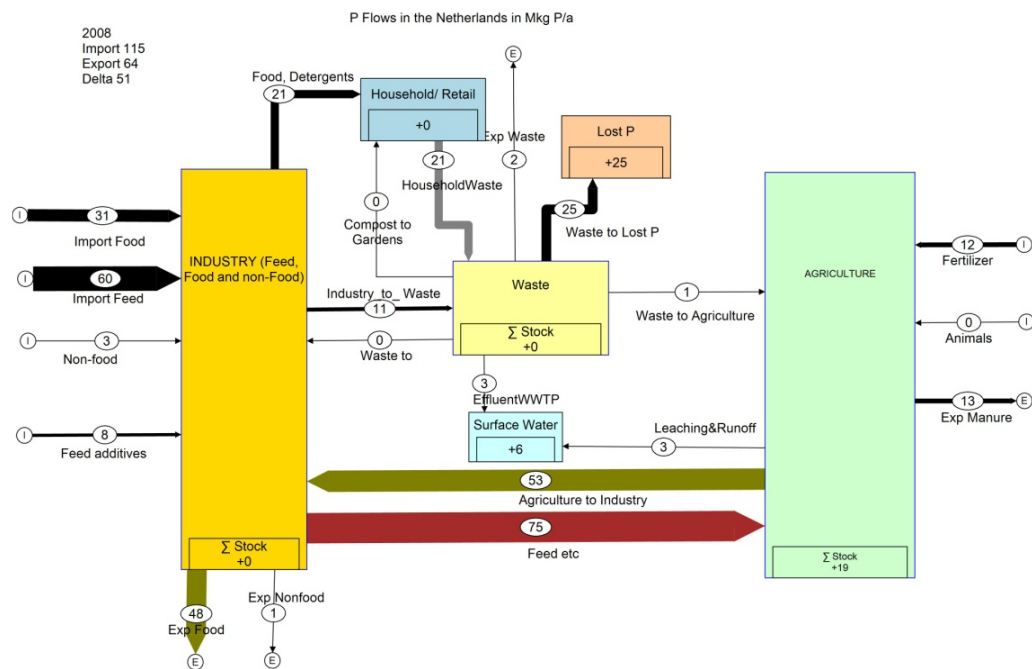 P Flows in the Netherlands in Mkg P/a
2008
Import 115
Export 64
Delta 51
E
Food, Detergents
21
Household/ Retail
+0
Exp Waste
2
Lost P
+25
21
HouseholdWaste
0
Compost to
Gardens
25
Waste to Lost P
I
31
Import Food
INDUSTRY (Feed,
Food and non-Food)
I
60
Import Feed
Industry_to_ Waste
11
Waste
∑ Stock
+0
1
Waste to Agriculture
AGRICULTURE
12
I
Fertilizer
0
I
Animals
I
3
Non-food
0
Waste to
3
EffluentWWTP
13
E
Exp Manure
Surface Water
+6
Leaching&Runoff
3
I
8
Feed additives
53
Agriculture to Industry
75
Feed etc
∑ Stock
+0
∑ Stock
+19
48
Exp Food
E
Exp Nonfood
1
E